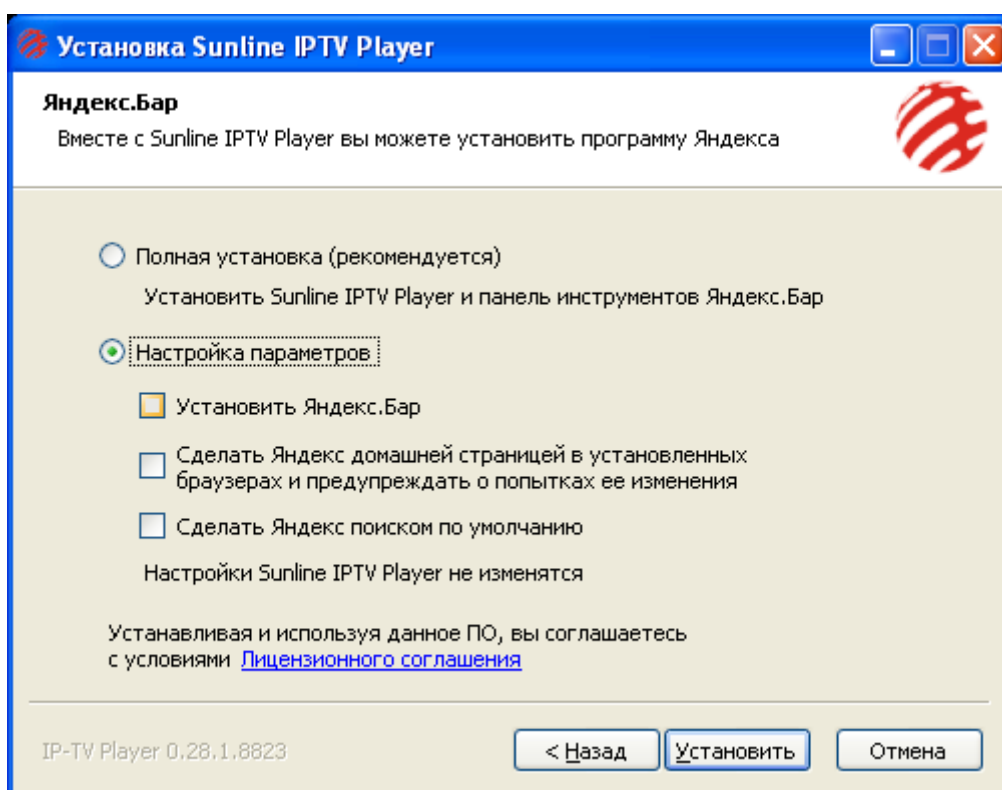 Установка Sunline IPTV Player
Яндекс.Бар
Вместе с Sunline IPTV Player вы можете установить программу Яндекса
Полная установка (рекомендуется)
Установить Sunline IPTV Player и панель инструментов Яндекс.Бар
Настройка параметров
Установить Яндекс.Бар
Сделать Яндекс домашней страницей в установленных
браузерах и предупреждать о попытках ее изменения
Сделать Яндекс поиском по умолчанию
Настройки Sunline IPTV Player не изменятся
Устанавливая и используя данное ПО, вы соглашаетесь
с условиями Лицензионного соглашения
IP-TV Player 0.28.1.8823
< Назад Установить Отмена